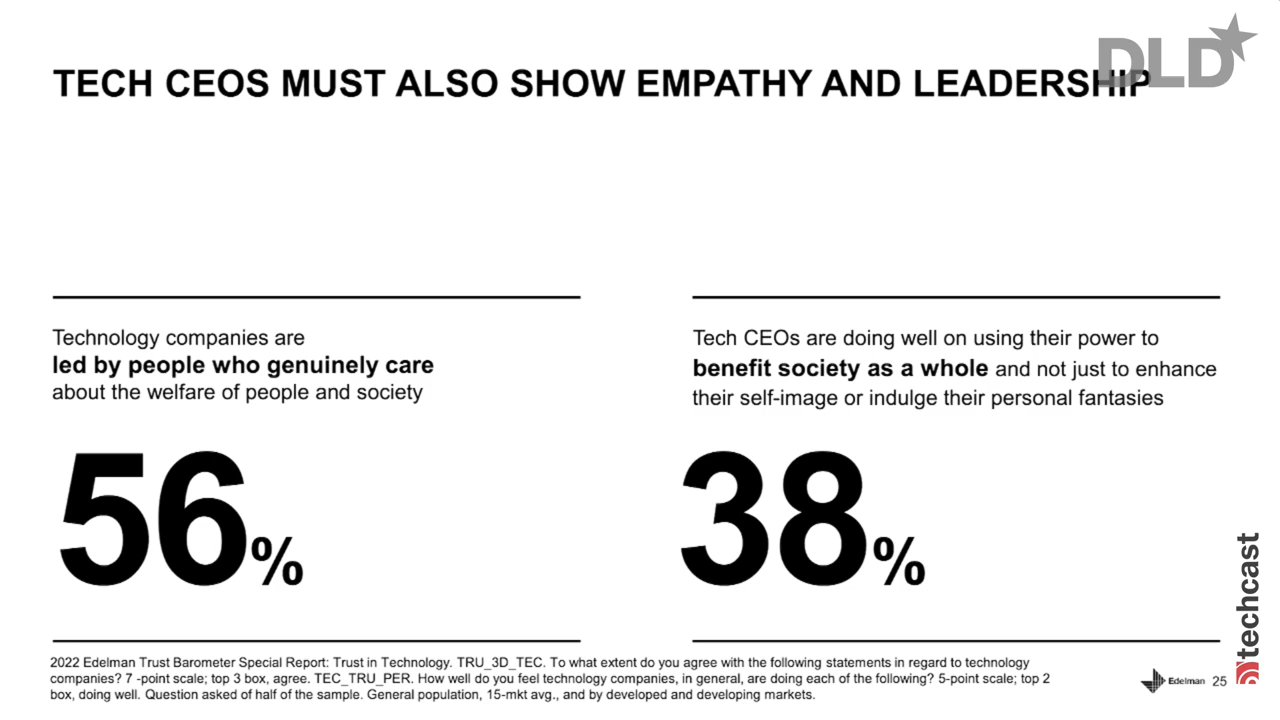 DLD
TECH CEOS MUST ALSO SHOW EMPATHY AND LEADERSHIP
Technology companies are
led by people who genuinely care
about the welfare of people and society
56%
Tech CEOs are doing well on using their power to
benefit society as a whole and not just to enhance
their self-image or indulge their personal fantasies
38%
techcast
2022 Edelman Trust Barometer Special Report: Trust in Technology. TRU_3D_TEC. To what extent do you agree with the following statements in regard to technology
companies? 7 -point scale; top 3 box, agree. TEC_TRU_PER. How well do you feel technology companies, in general, are doing each of the following? 5-point scale; top 2
box, doing well. Question asked of half of the sample. General population, 15-mkt avg., and by developed and developing markets.
Edelman 25